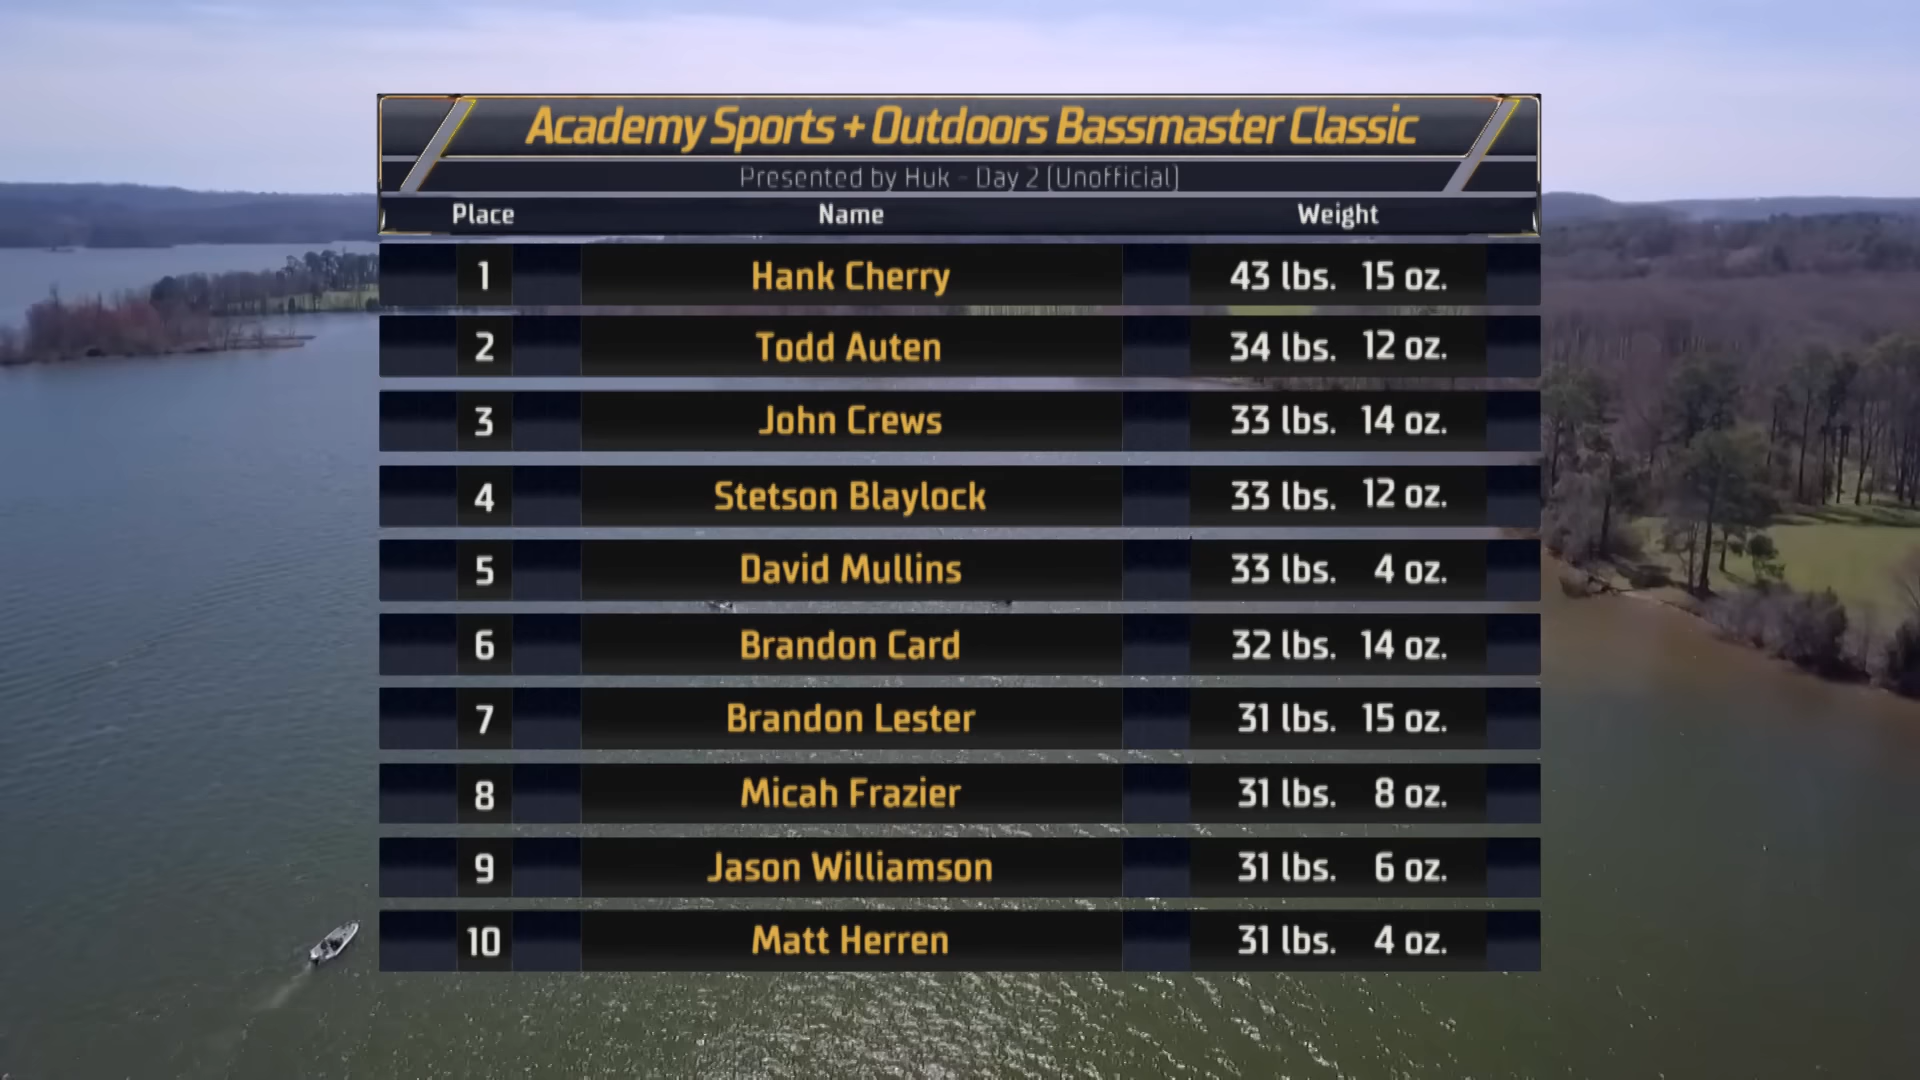 Academy Sports + Outdoors Bassmaster Classic
Presented by Huk - Day 2 (Unofficial)
Place Name Weight
1 Hank Cherry 43 lbs. 15 oz.
2 Todd Auten 34 lbs. 12 oz.
3 John Crews 33 lbs. 14 oz.
4 Stetson Blaylock 33 lbs. 12 oz.
5 David Mullins 33 lbs. 4 oz.
6 Brandon Card 32 lbs. 14 oz.
7 Brandon Lester 31 lbs. 15 oz.
8 Micah Frazier 31 lbs. 8 oz.
9 Jason Williamson 31 lbs. 6 oz.
10 Matt Herren 31 lbs. 4 oz.